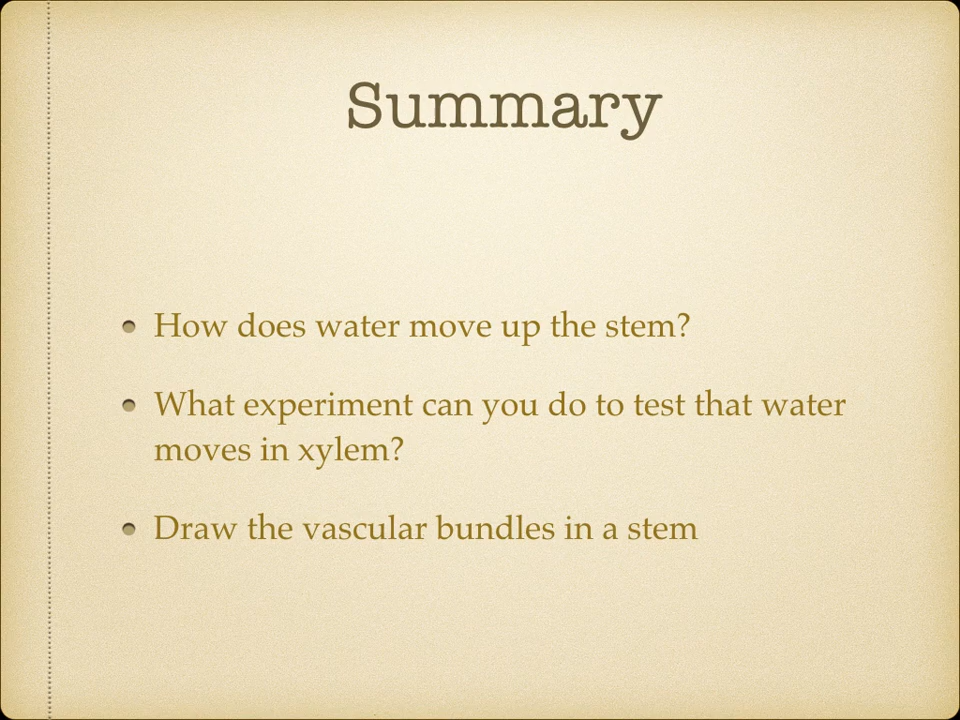 Summary
How does water move up the stem?
What experiment can you do to test that water
moves in xylem?
Draw the vascular bundles in a stem